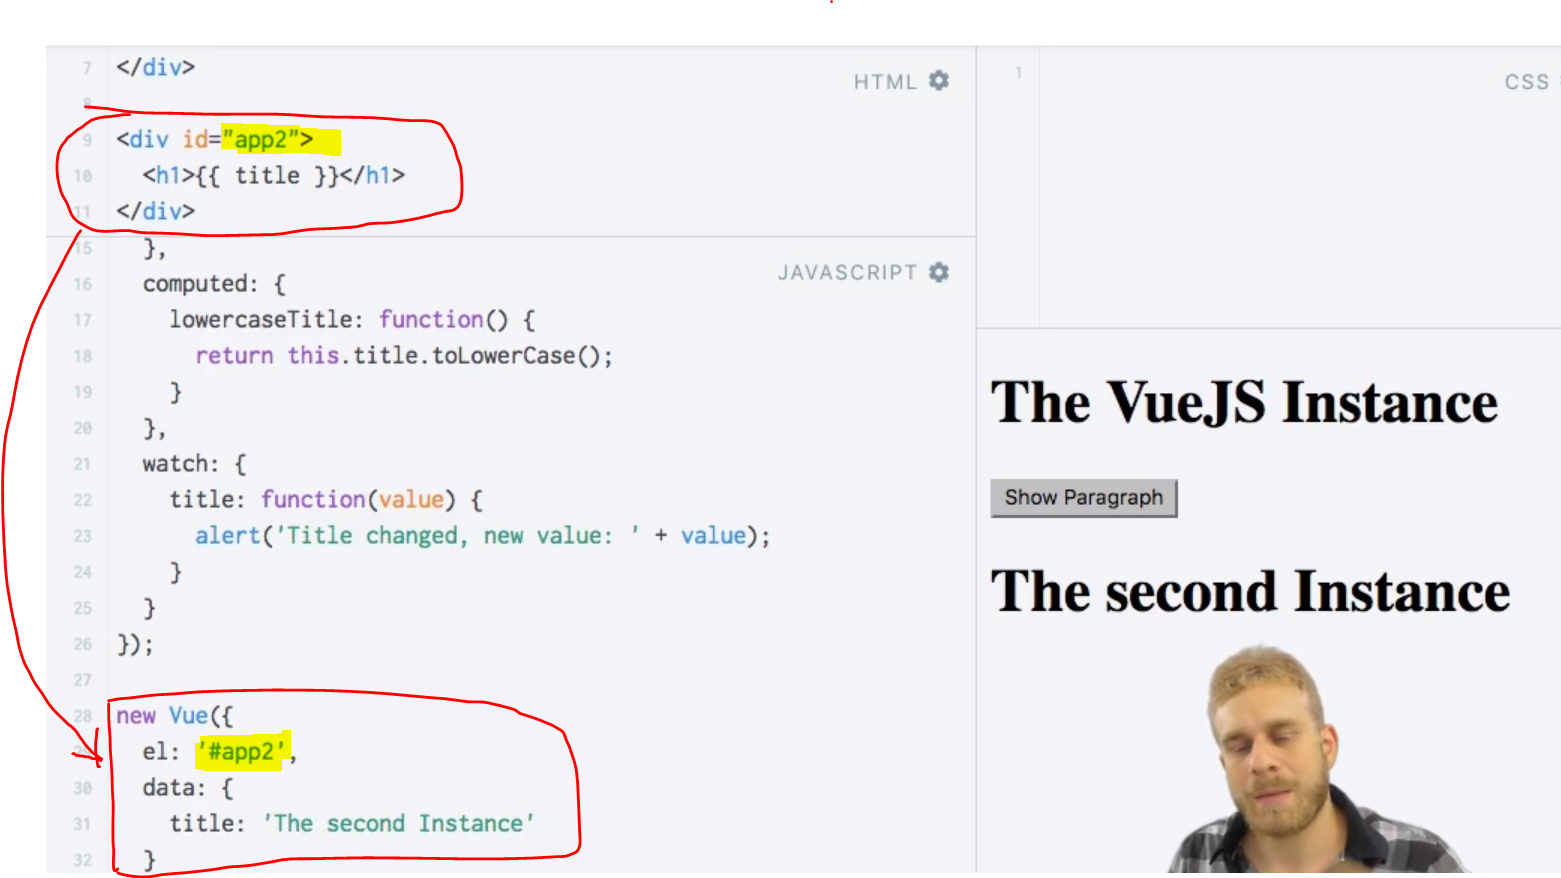 7 </div>
HTML
8
9 <div id="app2">
10 <h1>{{ title }}</h1>
11 </div>
15 },
JAVASCRIPT
16 computed: {
17 lowercaseTitle: function() {
18 return this.title.toLowerCase();
19 }
20 },
21 watch: {
22 title: function(value) {
23 alert('Title changed, new value: ' + value);
24 }
25 }
26 });
27
28 new Vue({
29 el: '#app2',
30 data: {
31 title: 'The second Instance'
32 }
1
CSS
The VueJS Instance
Show Paragraph
The second Instance